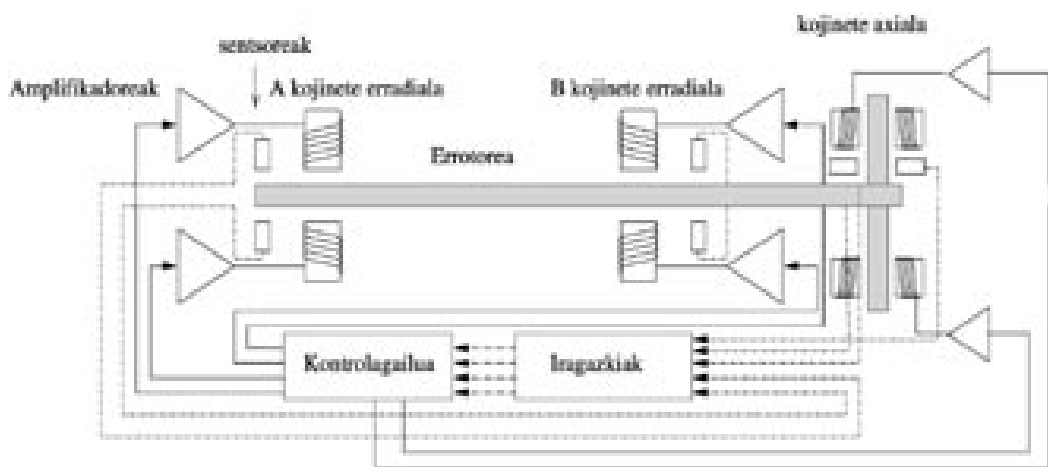 kojinete axiala
sentsoreak
Amplifikadoreak
A kojinete erradiala
B kojinete erradiala
Errotorea
Kontrolagailua
Iragazkiak